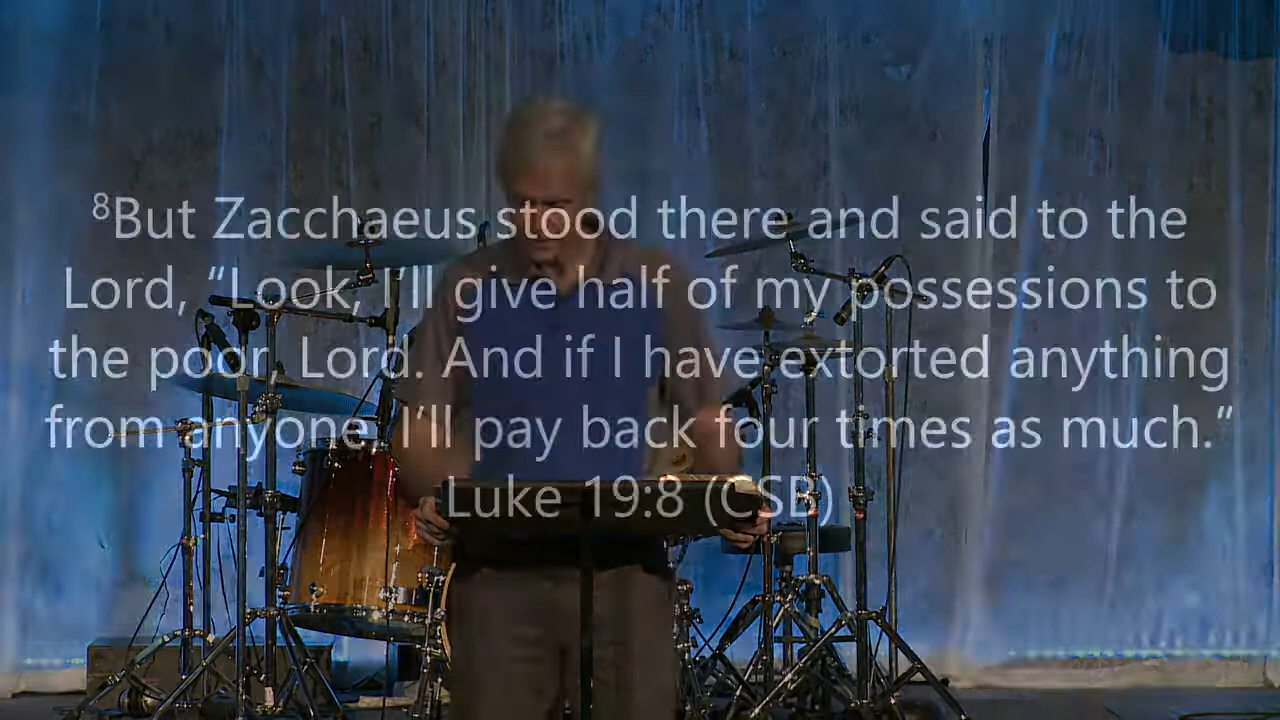 ⁸But Zacchaeus stood there and said to the
Lord, “Look, I’ll give half of my possessions to
the poor, Lord. And if I have extorted anything
from anyone, I’ll pay back four times as much.”
Luke 19:8 (CSB)